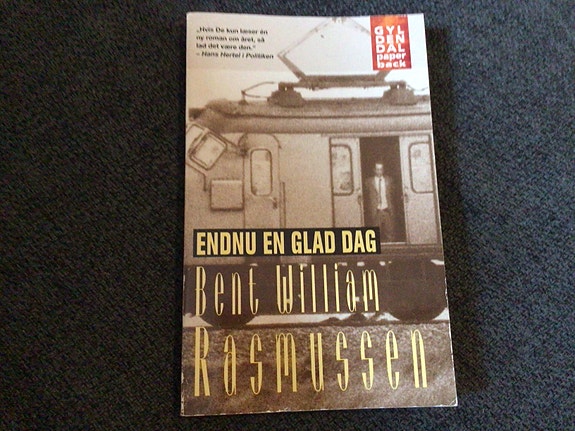 „Hvis De kun læser én
ny roman om året, så
lad det være den."
– Hans Hertel i Politiken
GYL
DEN
DAL
paper
back
ENDNU EN GLAD DAG
Bent William
Rasmussen